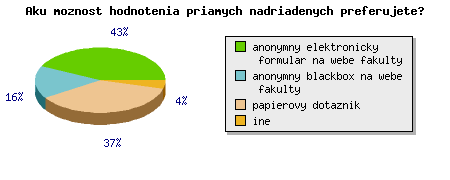 Aku moznost hodnotenia priamych nadriadenych preferujete?
43%
16%
4%
37%
anonymny elektronicky
formular na webe fakulty
anonymny blackbox na webe
fakulty
papierovy dotaznik
ine